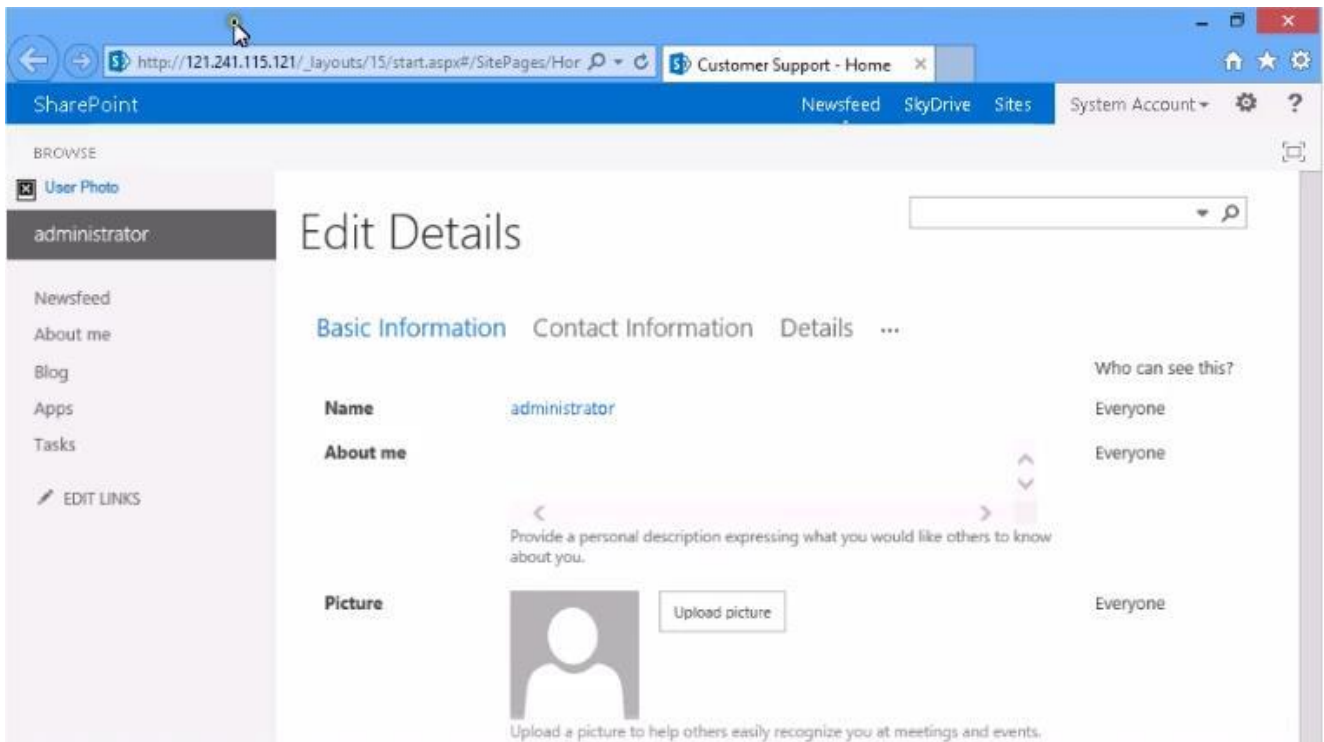 http://121.241.115.121/_layouts/15/start.aspx#/SitePages/Hor
Customer Support - Home
SharePoint
Newsfeed SkyDrive Sites System Account ?
BROWSE
User Photo
administrator
Edit Details
Newsfeed
About me
Blog
Apps
Tasks
EDIT LINKS
Basic Information Contact Information Details ...
Who can see this?
Name administrator Everyone
About me Everyone
Provide a personal description expressing what you would like others to know
about you.
Picture Upload picture Everyone
Upload a picture to help others easily recognize you at meetings and events.